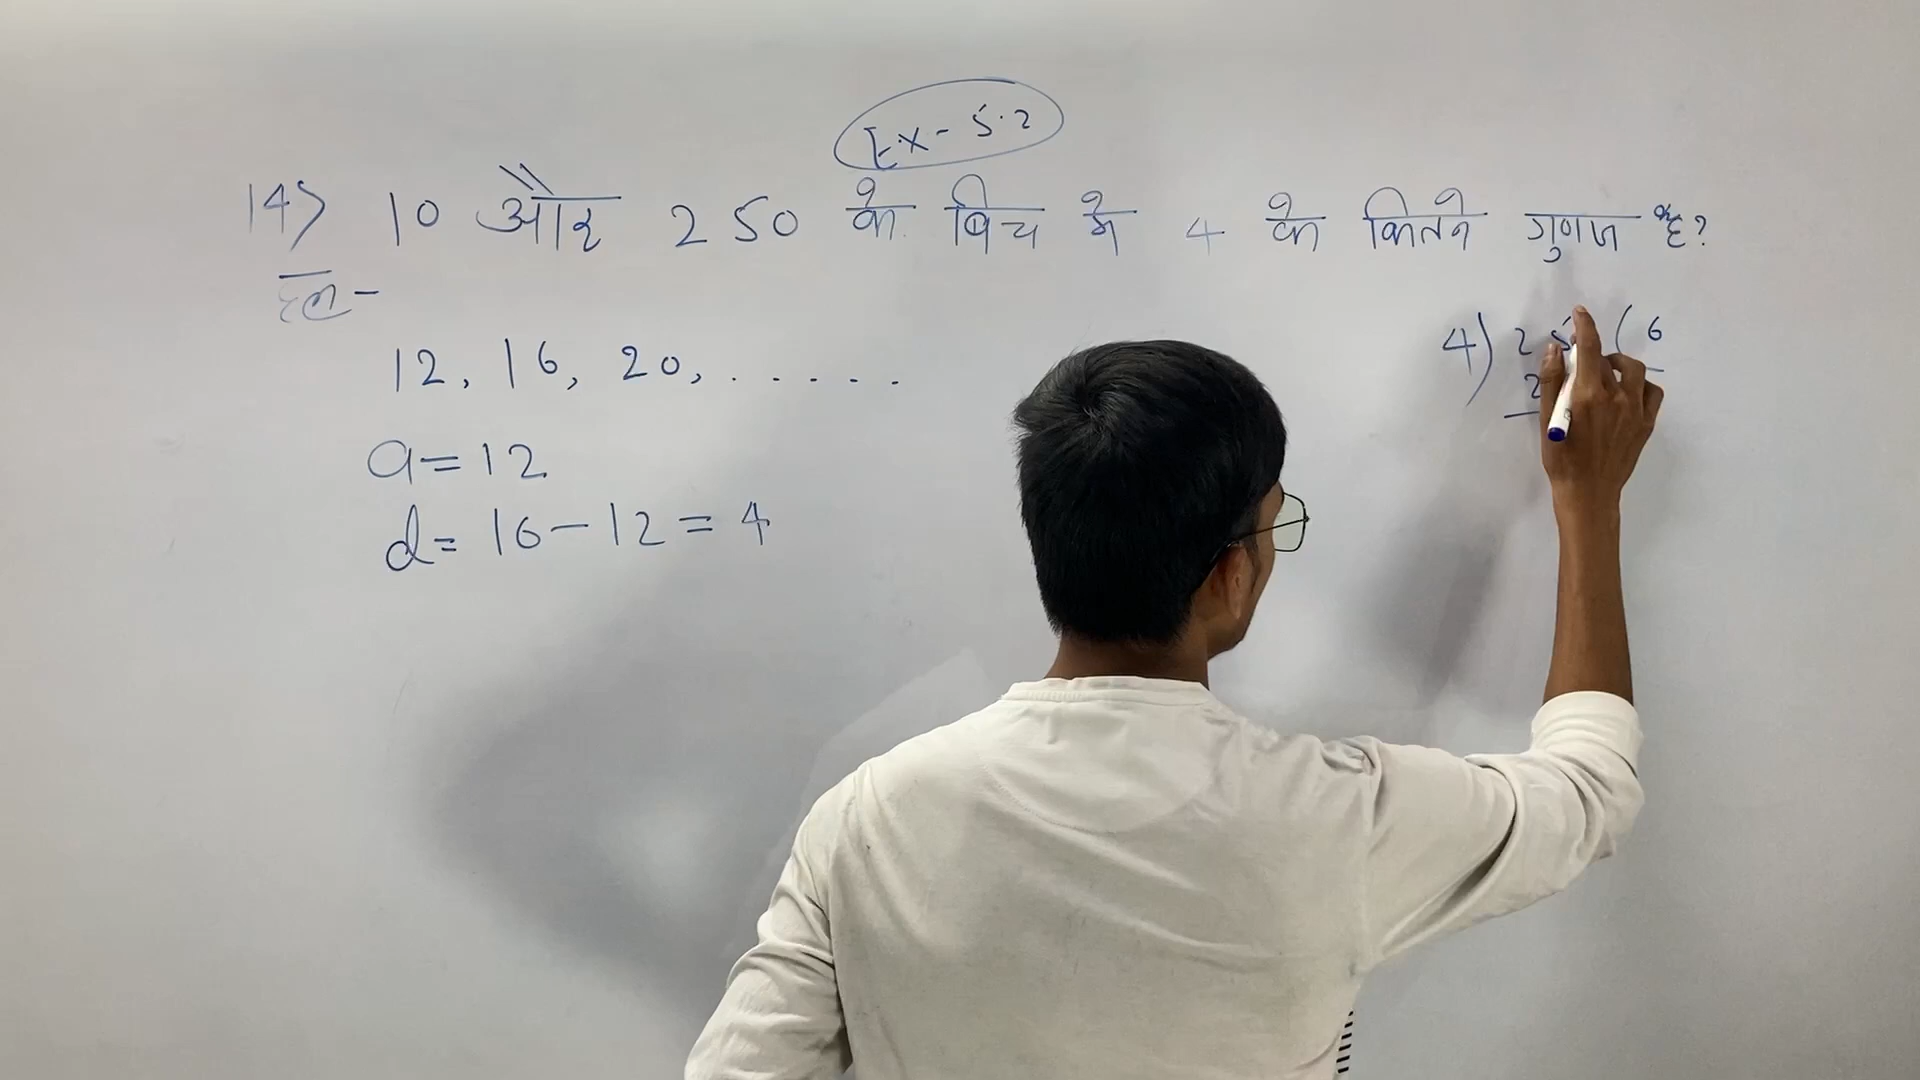 Ex - 5.2
14> 10 और 250 के बिच मे 4 के कितने गुणज है?
हल -
12, 16, 20, . . . . .
a = 12
d = 16 - 12 = 4
4) 25 ( 6
2